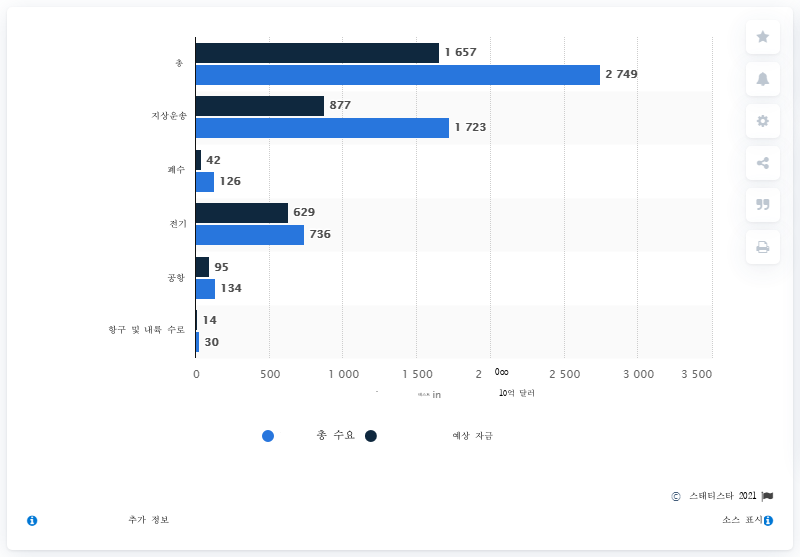 총
1 657
2 749
지상운송
877
1 723
폐수
42
126
전기
629
736
공항
95
134
항구 및 내륙 수로
14
30
0 500 1 000 1 500 2 0∞ 2 500 3 000 3 500
in 10억 달러
총 수요 예상 자금
© 스태티스타 2021
추가 정보 소스 표시